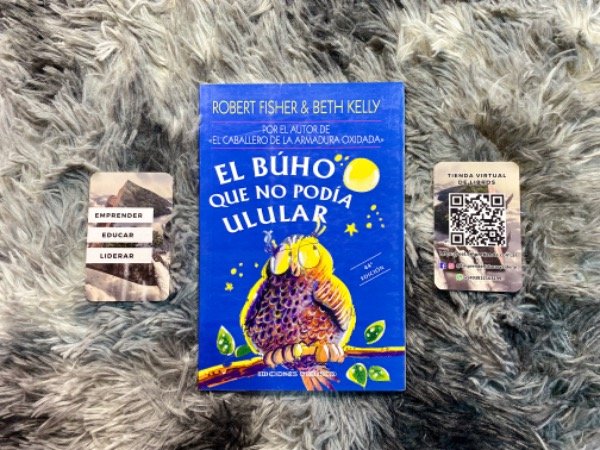 ROBERT FISHER & BETH KELLY
POR EL AUTOR DE
«EL CABALLERO DE LA ARMADURA OXIDADA»
EL BÚHO
QUE NO PODÍA
ULULAR
EDICIÓN
EDICIONES
EMPRENDER
EDUCAR
LIDERAR
TIENDA VIRTUAL
DE LIBROS